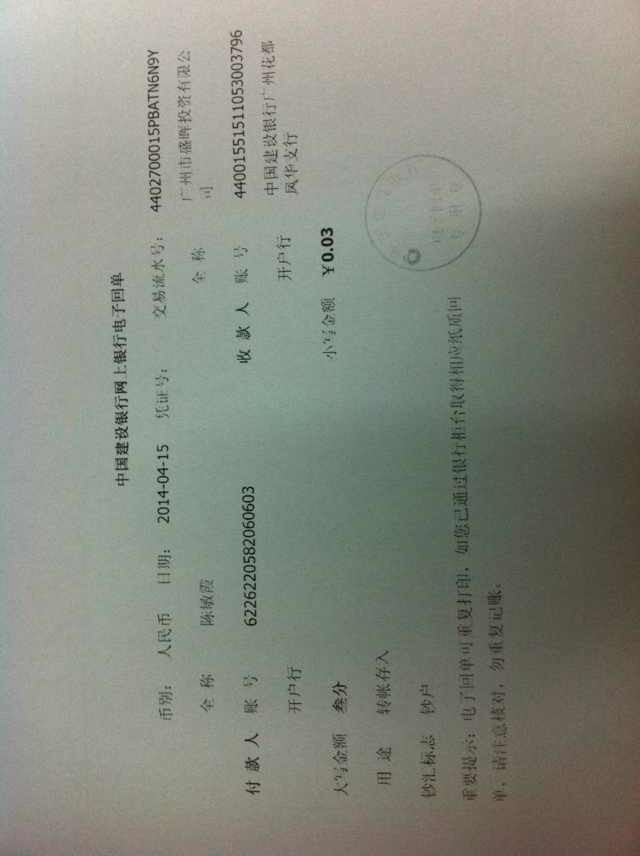 中国建设银行网上银行电子回单
币别： 人民币 日期： 2014-04-15 凭证号： 交易流水号： 4402700015PBATN6N9Y
付款人 全称 陈敏霞
账号 6226220582060603
开户行
收款人 全称 广州市盛晖投资有限公
司
账号 44001551511053003796
开户行 中国建设银行广州花都
凤华支行
大写金额 叁分 小写金额 ￥0.03
用途 转帐存入
钞汇标志 钞户
重要提示：电子回单可重复打印，如您已通过银行柜台取得相应纸质回
单，请注意核对，勿重复记账。
专用章